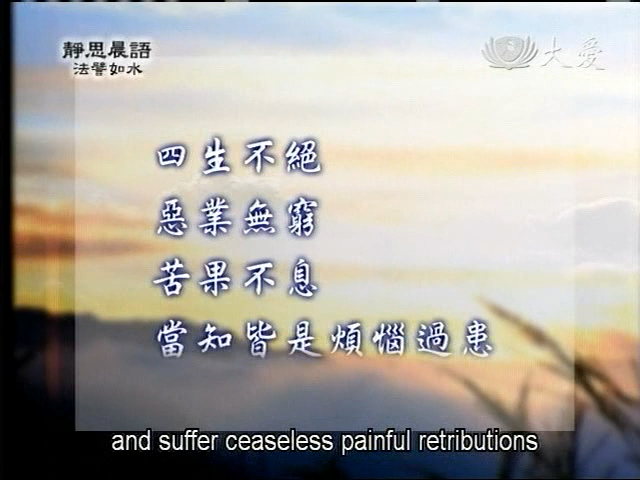 靜思晨語
法譬如水
大愛
四生不絕
惡業無窮
苦果不息
當知皆是煩惱過患
and suffer ceaseless painful retributions